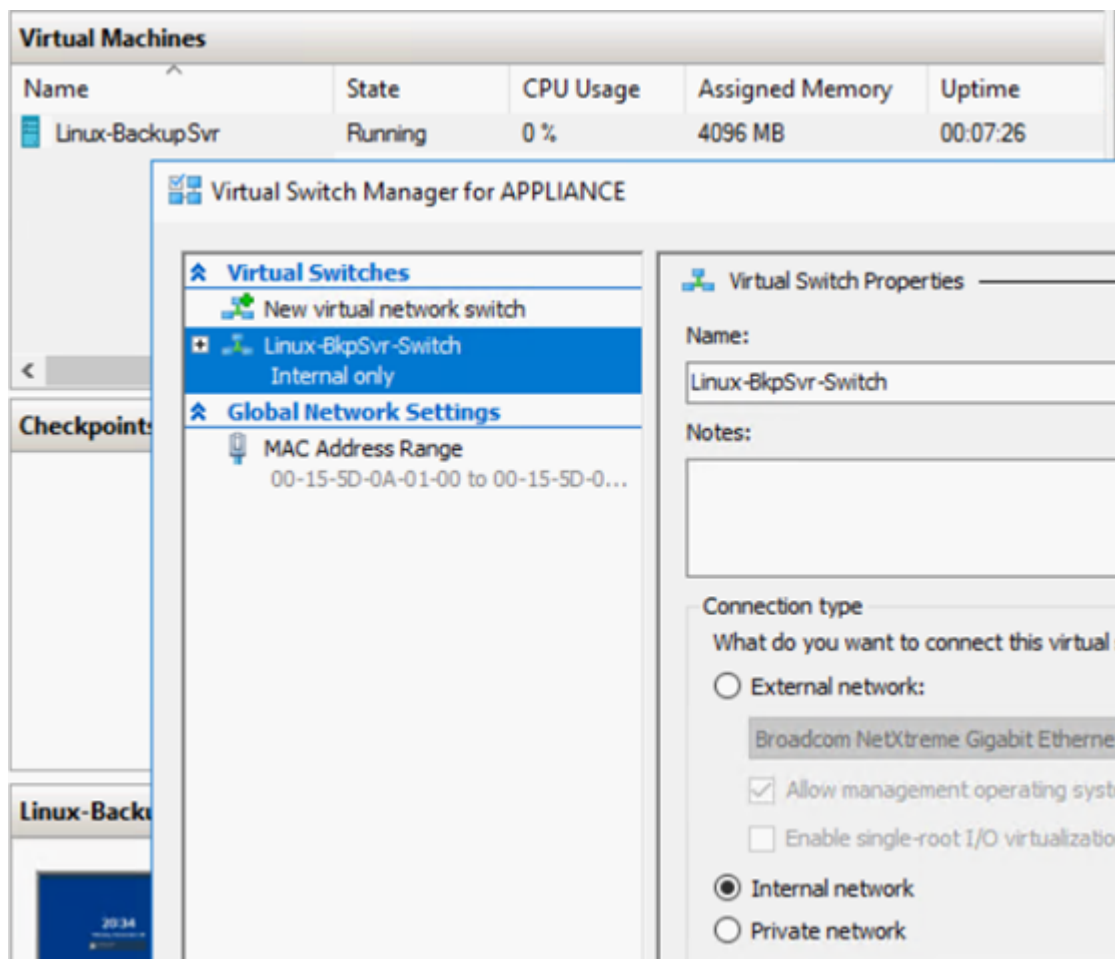 Virtual Machines
Name State CPU Usage Assigned Memory Uptime
Linux-BackupSvr Running 0 % 4096 MB 00:07:26
Virtual Switch Manager for APPLIANCE
Virtual Switches
New virtual network switch
Linux-BkpSvr-Switch
Internal only
Global Network Settings
MAC Address Range
00-15-5D-0A-01-00 to 00-15-5D-0...
Virtual Switch Properties
Name:
Linux-BkpSvr-Switch
Notes:
Connection type
What do you want to connect this virtual
External network:
Broadcom NetXtreme Gigabit Etherne
Allow management operating syst
Enable single-root I/O virtualizatio
Internal network
Private network
Checkpoints
Linux-Backu
20:34